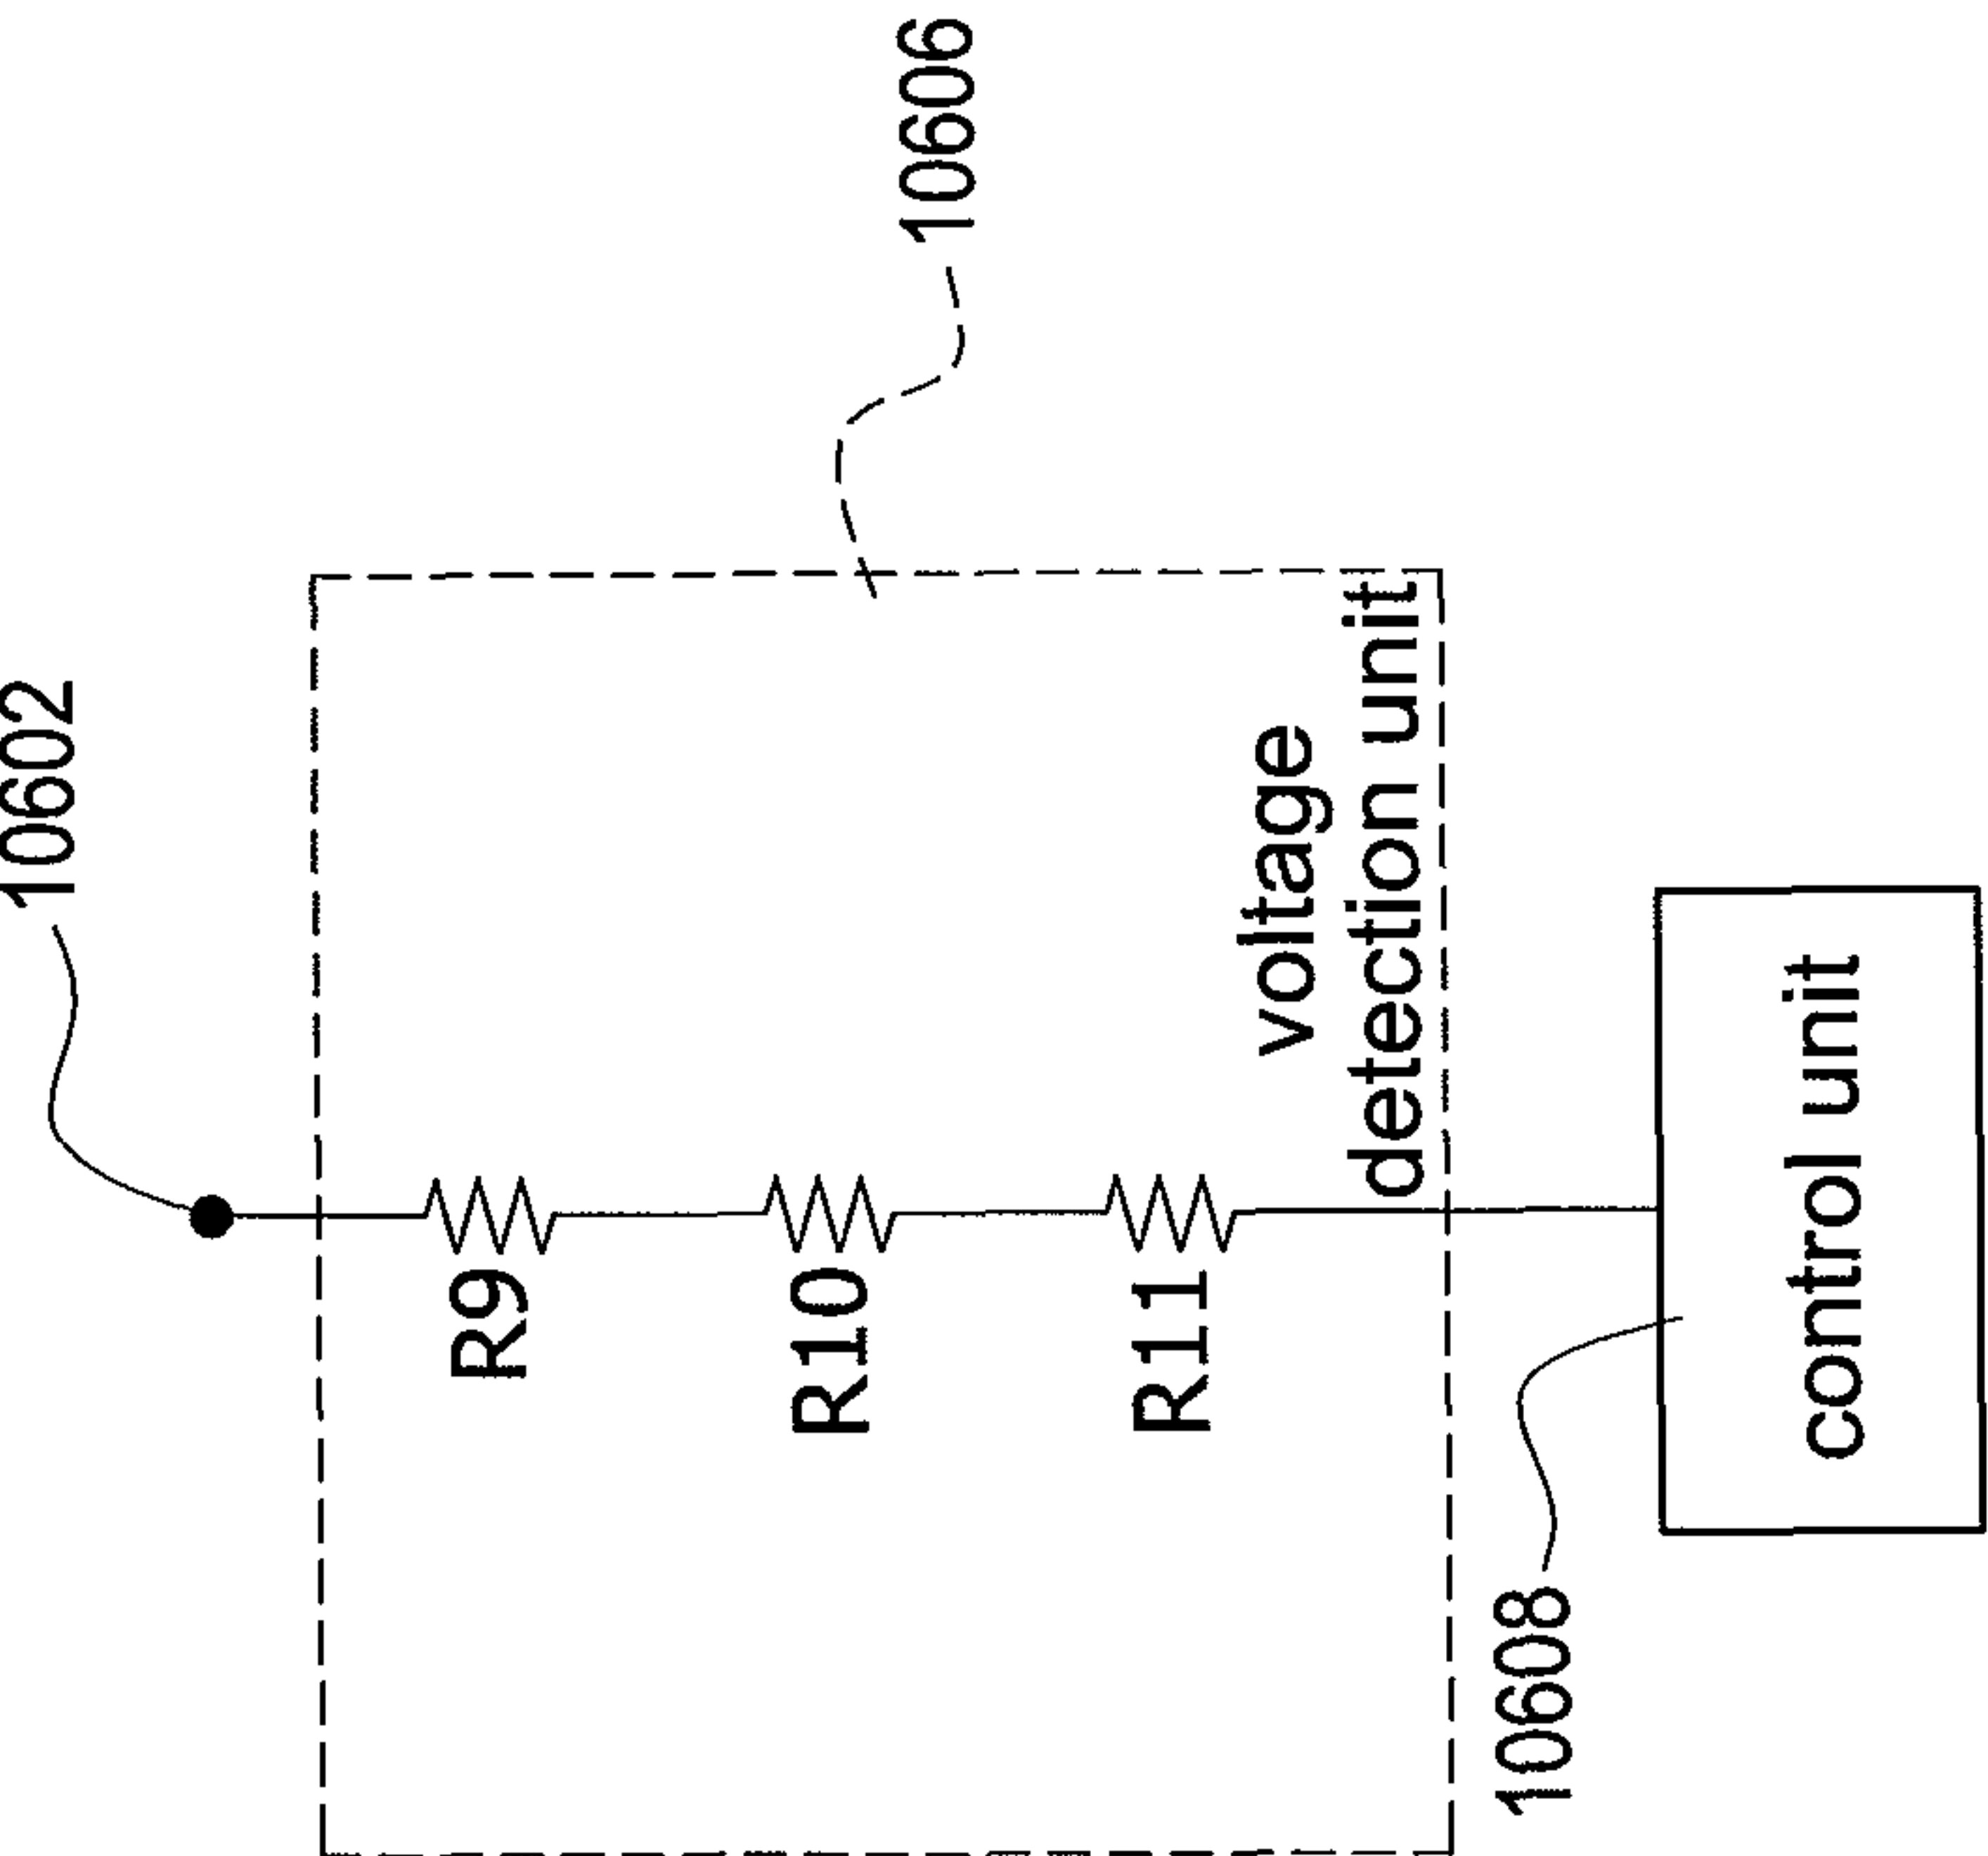 10602
R9
R10
R11
10606
voltage
detection unit
10608
control unit